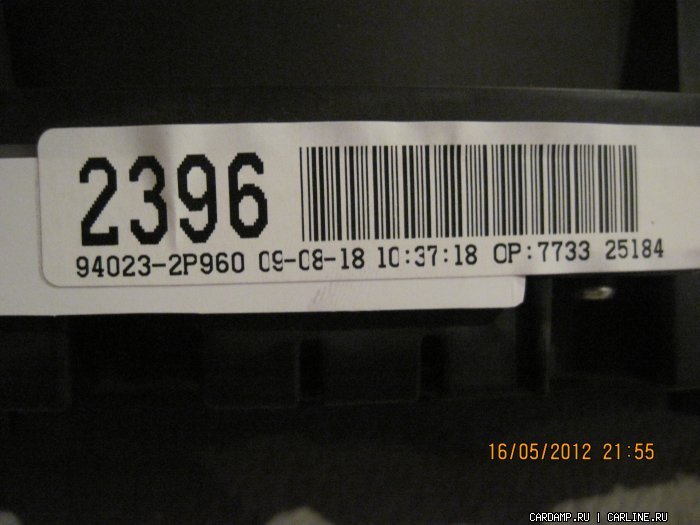 2396
94023-2P960 09-08-18 10:37:18 OP:7733 25184
16/05/2012 21:55
CARDAMP.RU | CARLINE.RU